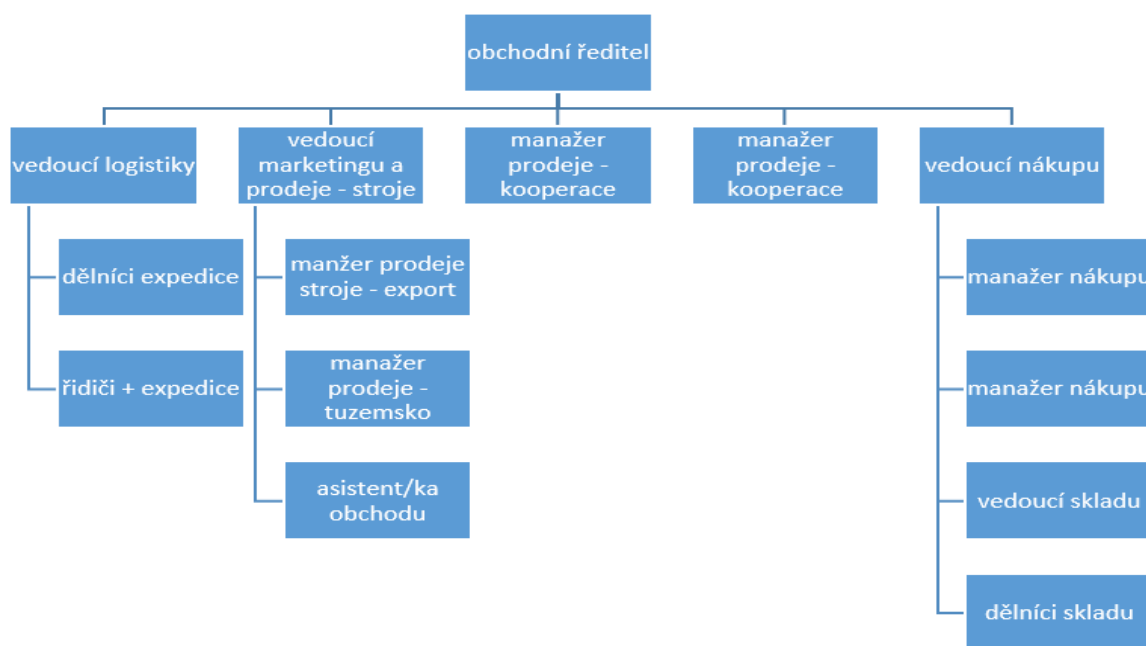 obchodní ředitel
vedoucí logistiky
vedoucí
marketingu a
prodeje - stroje
manažer
prodeje -
kooperace
manažer
prodeje -
kooperace
vedoucí nákupu
dělníci expedice
řidiči + expedice
manžer prodeje
stroje - export
manažer
prodeje -
tuzemsko
asistent/ka
obchodu
manažer nákupu
manažer nákupu
vedoucí skladu
dělníci skladu